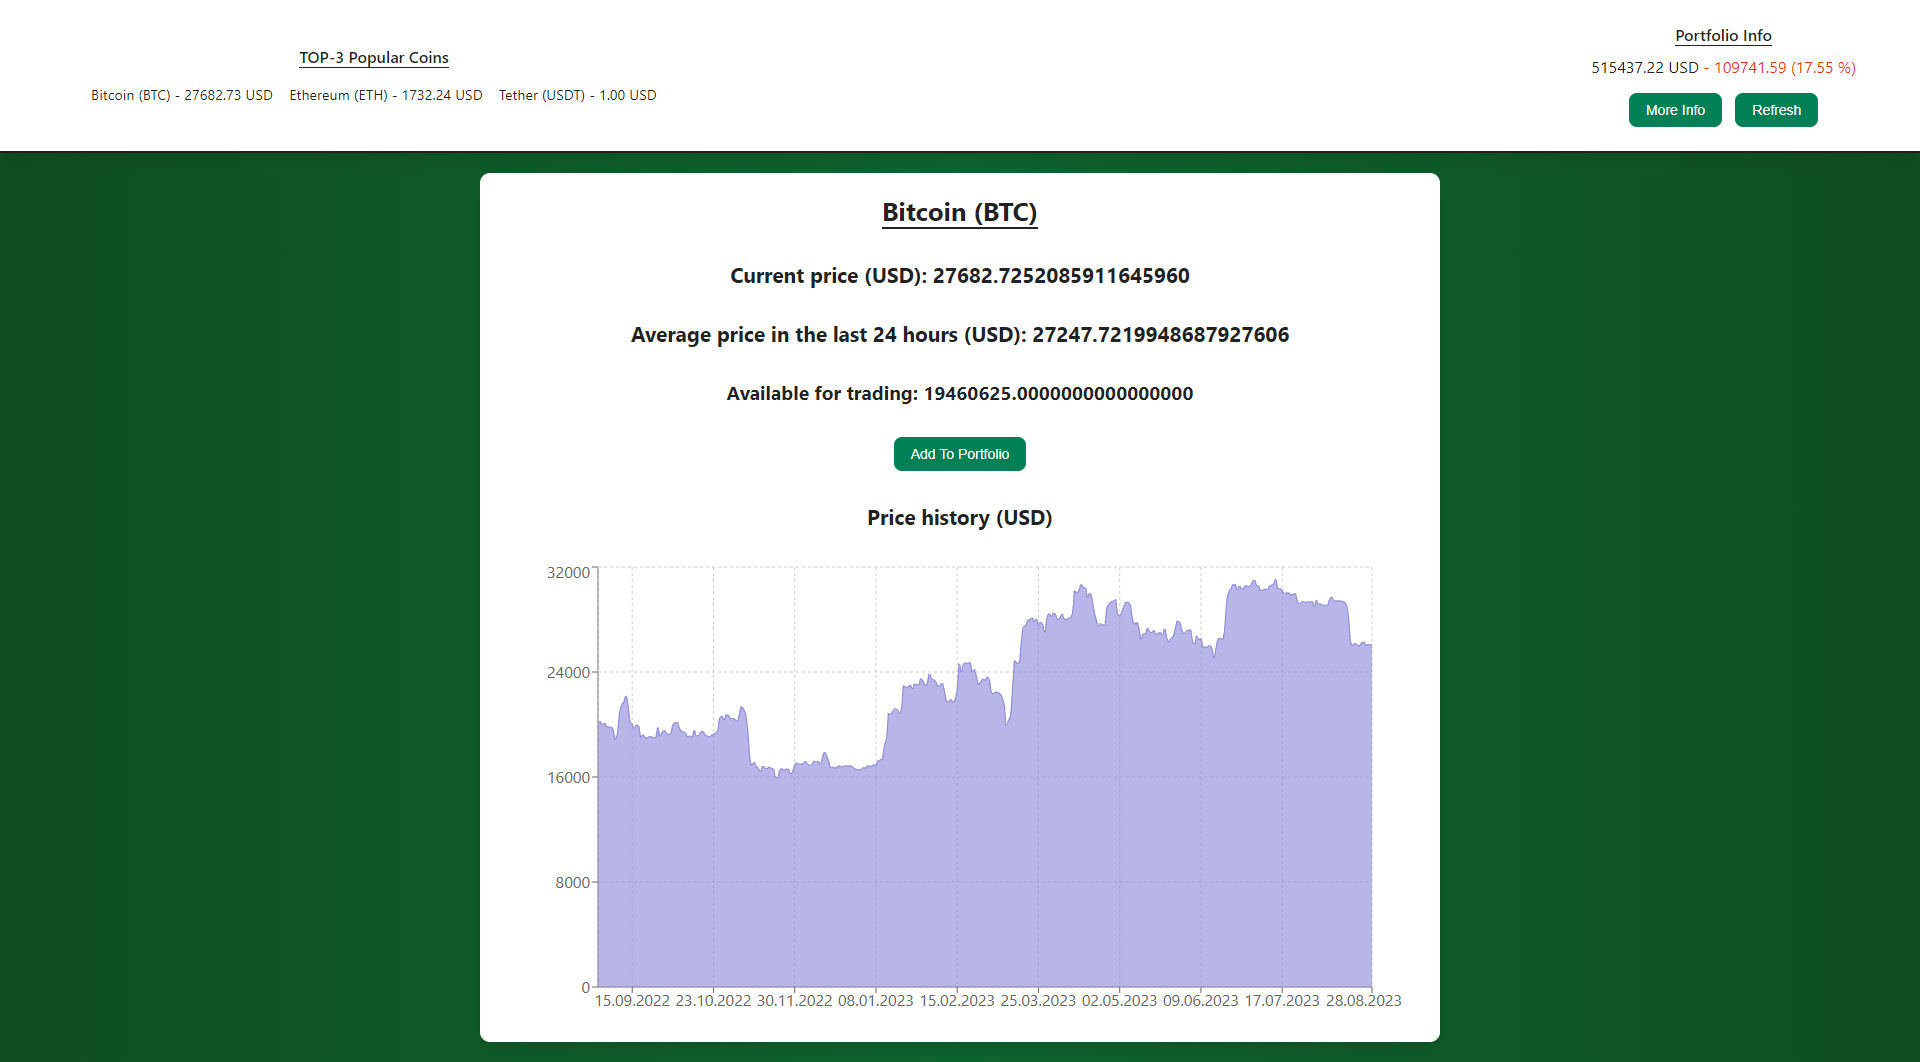 TOP-3 Popular Coins
Bitcoin (BTC) - 27682.73 USD Ethereum (ETH) - 1732.24 USD Tether (USDT) - 1.00 USD
Portfolio Info
515437.22 USD - 109741.59 (17.55 %)
More Info Refresh
Bitcoin (BTC)
Current price (USD): 27682.7252085911645960
Average price in the last 24 hours (USD): 27247.7219948687927606
Available for trading: 19460625.0000000000000000
Add To Portfolio
Price history (USD)
32000
24000
16000
8000
0
15.09.2022 23.10.2022 30.11.2022 08.01.2023 15.02.2023 25.03.2023 02.05.2023 09.06.2023 17.07.2023 28.08.2023